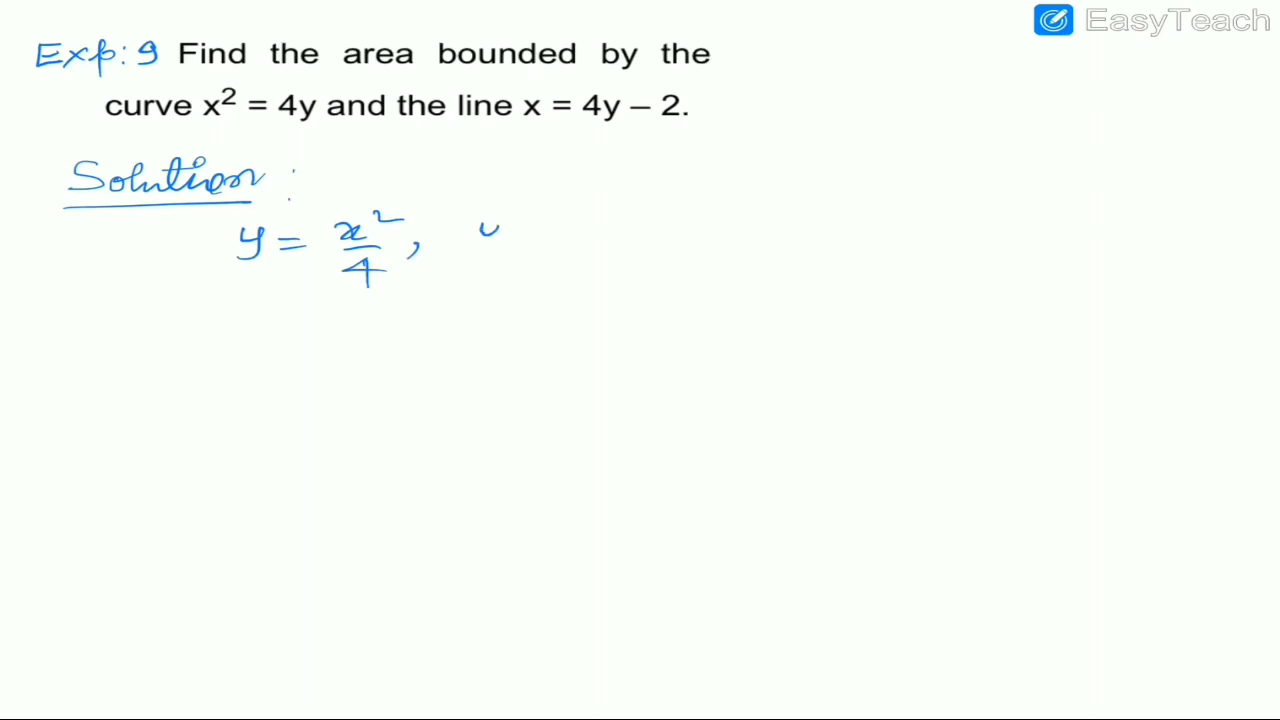 EasyTeach
Exp: 9 Find the area bounded by the
curve x² = 4y and the line x = 4y – 2.
Solution :
y = x²/4 ,